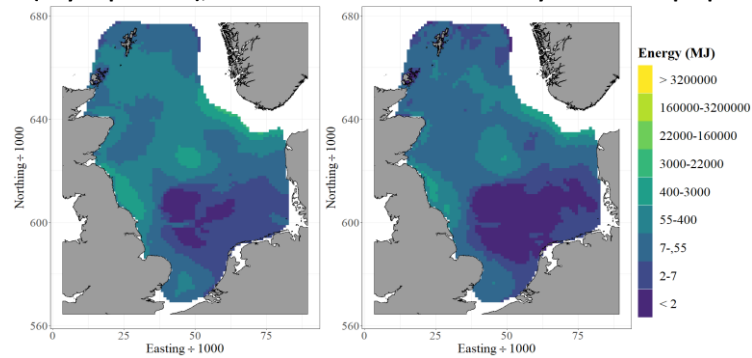 680
640
600
560
Northing ÷ 1000
0 25 50 75
Easting ÷ 1000
680
640
600
560
Northing ÷ 1000
0 25 50 75
Easting ÷ 1000
Energy (MJ)
> 3200000
160000-3200000
22000-160000
3000-22000
400-3000
55-400
7-,55
2-7
< 2